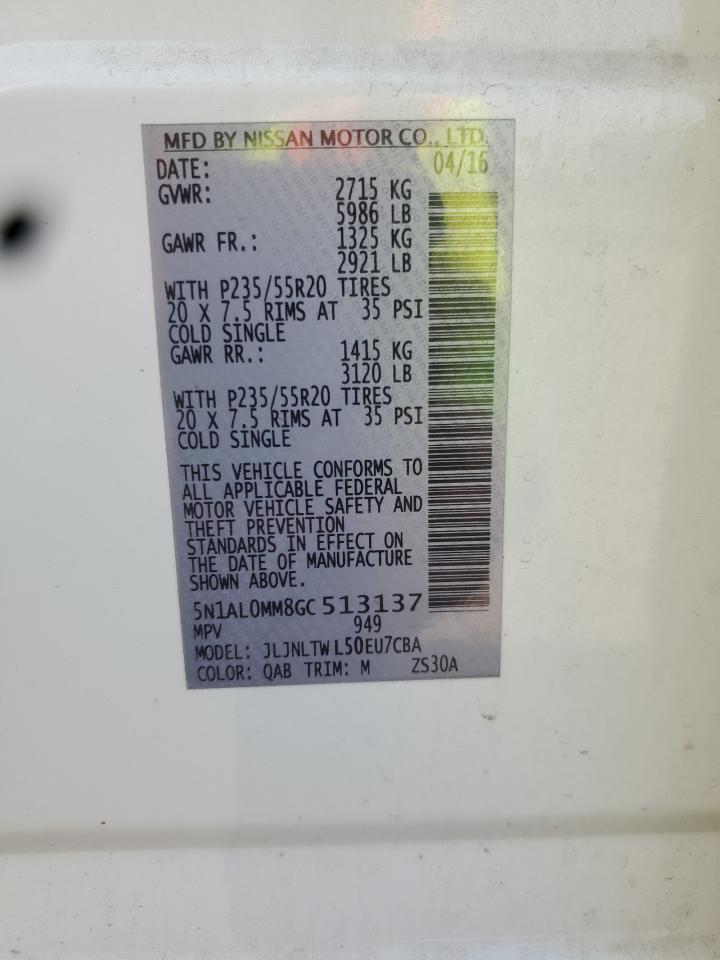 MFD BY NISSAN MOTOR CO., LTD.
DATE: 04/16
GVWR: 2715 KG
5986 LB
GAWR FR.: 1325 KG
2921 LB
WITH P235/55R20 TIRES
20 X 7.5 RIMS AT 35 PSI
COLD SINGLE
GAWR RR.: 1415 KG
3120 LB
WITH P235/55R20 TIRES
20 X 7.5 RIMS AT 35 PSI
COLD SINGLE
THIS VEHICLE CONFORMS TO
ALL APPLICABLE FEDERAL
MOTOR VEHICLE SAFETY AND
THEFT PREVENTION
STANDARDS IN EFFECT ON
THE DATE OF MANUFACTURE
SHOWN ABOVE.
5N1AL0MM8GC 513137
MPV 949
MODEL: JLJNLTW L50EU7CBA
COLOR: QAB TRIM: M ZS30A